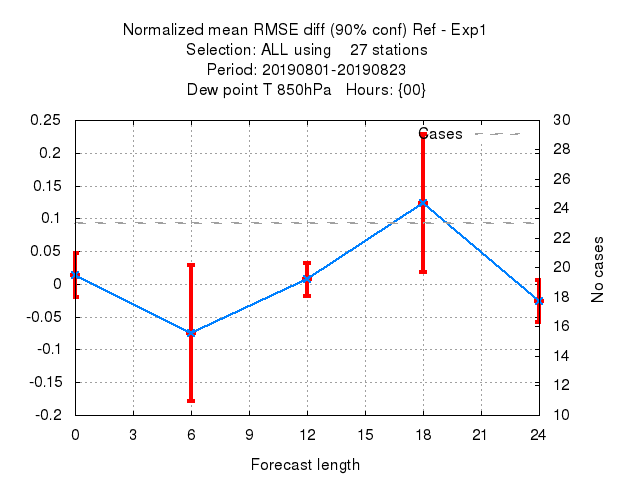 Normalized mean RMSE diff (90% conf) Ref - Exp1
Selection: ALL using    27 stations
Period: 20190801-20190823
Dew point T 850hPa   Hours: {00}
Cases
0.25
0.2
0.15
0.1
0.05
0
-0.05
-0.1
-0.15
-0.2
30
28
26
24
22
20
18
16
14
12
10
No cases
0 3 6 9 12 15 18 21 24
Forecast length